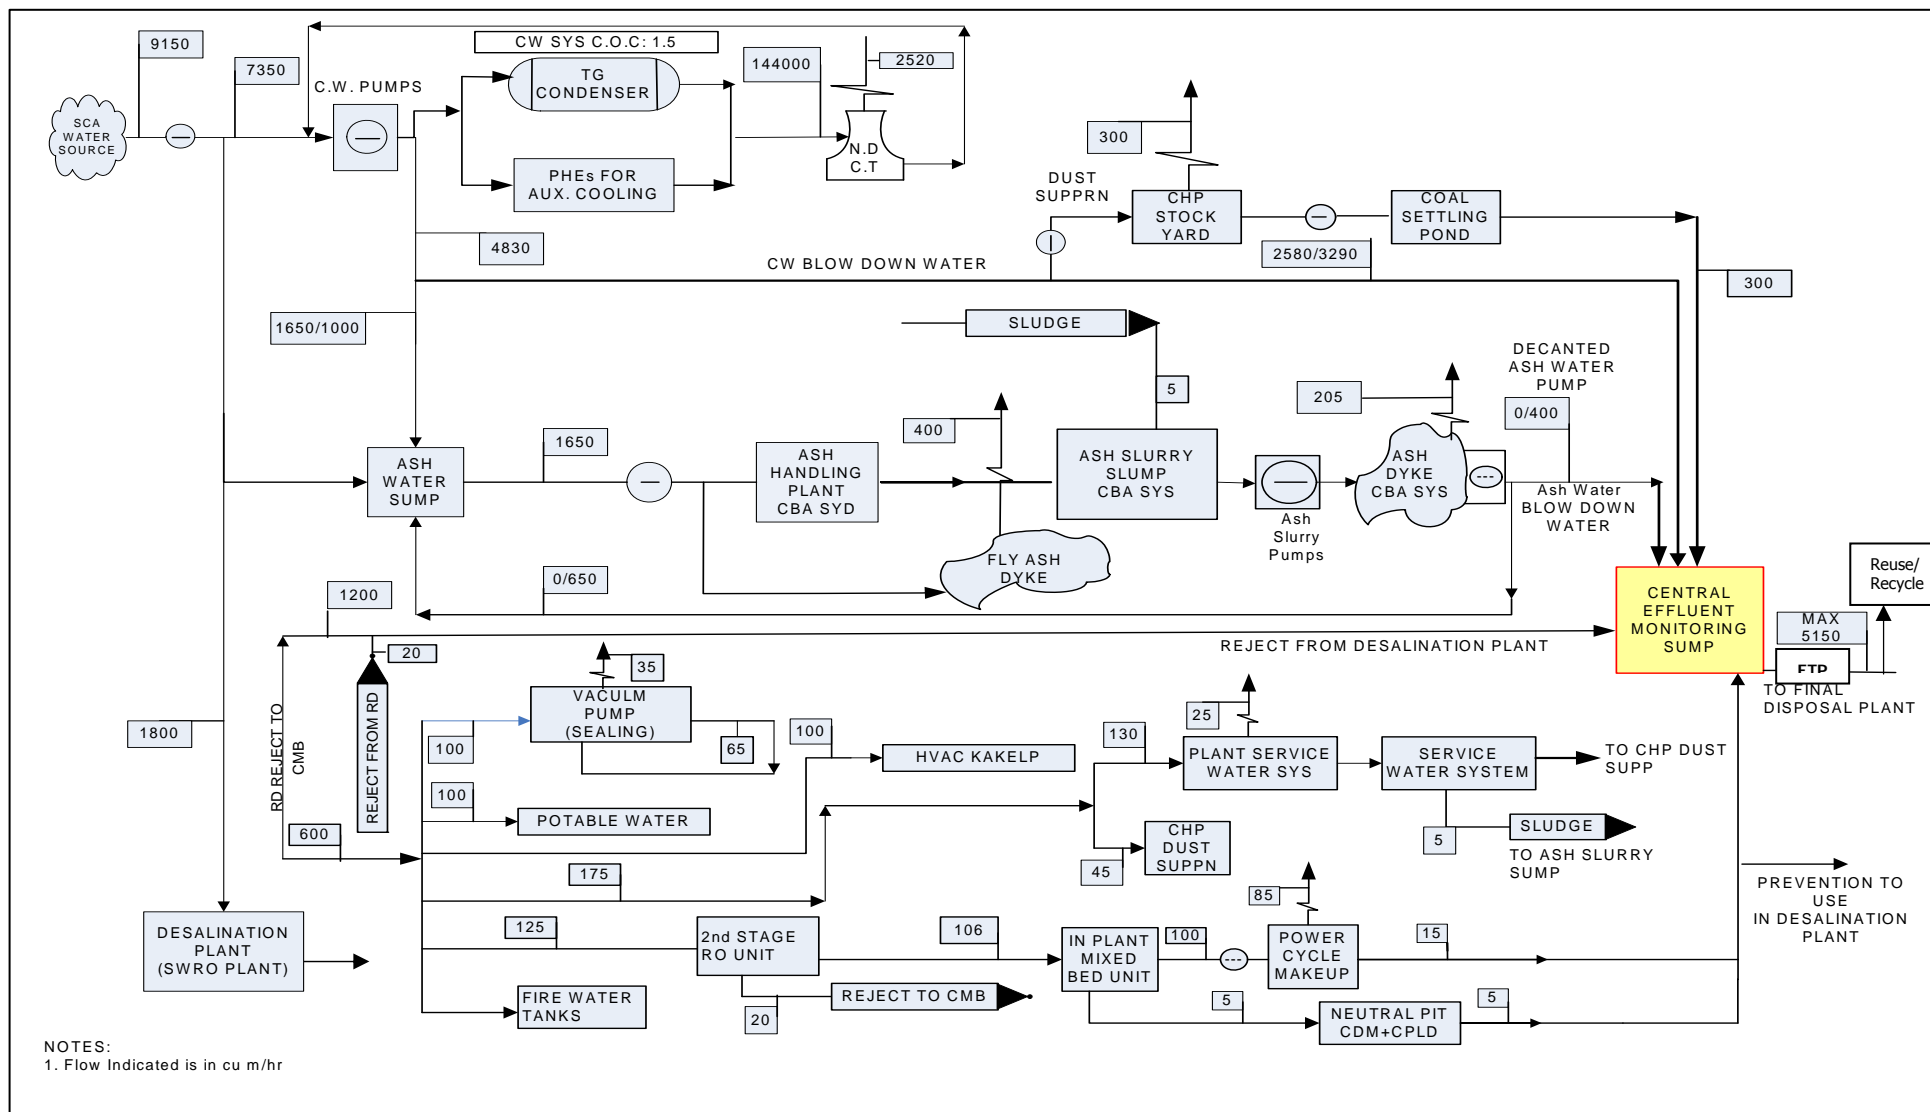 9150
7350
CW SYS C.O.C: 1.5
144000
2520
C.W. PUMPS
TG
CONDENSER
SCA
WATER
SOURCE
N.D
C.T
PHEs FOR
AUX. COOLING
300
DUST
SUPPRN
CHP
STOCK
YARD
COAL
SETTLING
POND
4830
2580/3290
CW BLOW DOWN WATER
300
1650/1000
SLUDGE
DECANTED
ASH WATER
PUMP
5
205
0/400
400
1650
ASH
WATER
SUMP
ASH
HANDLING
PLANT
CBA SYD
ASH SLURRY
SLUMP
CBA SYS
ASH
DYKE
CBA SYS
Ash Water
BLOW DOWN
WATER
Ash
Slurry
Pumps
FLY ASH
DYKE
0/650
1200
Reuse/
Recycle
CENTRAL
EFFLUENT
MONITORING
SUMP
MAX
5150
REJECT FROM DESALINATION PLANT
20
35
TO FINAL
DISPOSAL PLANT
VACULM
PUMP
(SEALING)
RD REJECT TO
CMB
REJECT FROM RD
1800
100
65
100
HVAC KAKELP
130
25
PLANT SERVICE
WATER SYS
SERVICE
WATER SYSTEM
TO CHP DUST
SUPP
100
POTABLE WATER
600
CHP
DUST
SUPPN
5
SLUDGE
TO ASH SLURRY
SUMP
175
45
85
PREVENTION TO
USE
IN DESALINATION
PLANT
DESALINATION
PLANT
(SWRO PLANT)
125
2nd STAGE
RO UNIT
106
IN PLANT
MIXED
BED UNIT
100
POWER
CYCLE
MAKEUP
15
FIRE WATER
TANKS
20
REJECT TO CMB
5
NEUTRAL PIT
CDM+CPLD
5
NOTES:
1. Flow Indicated is in cu m/hr